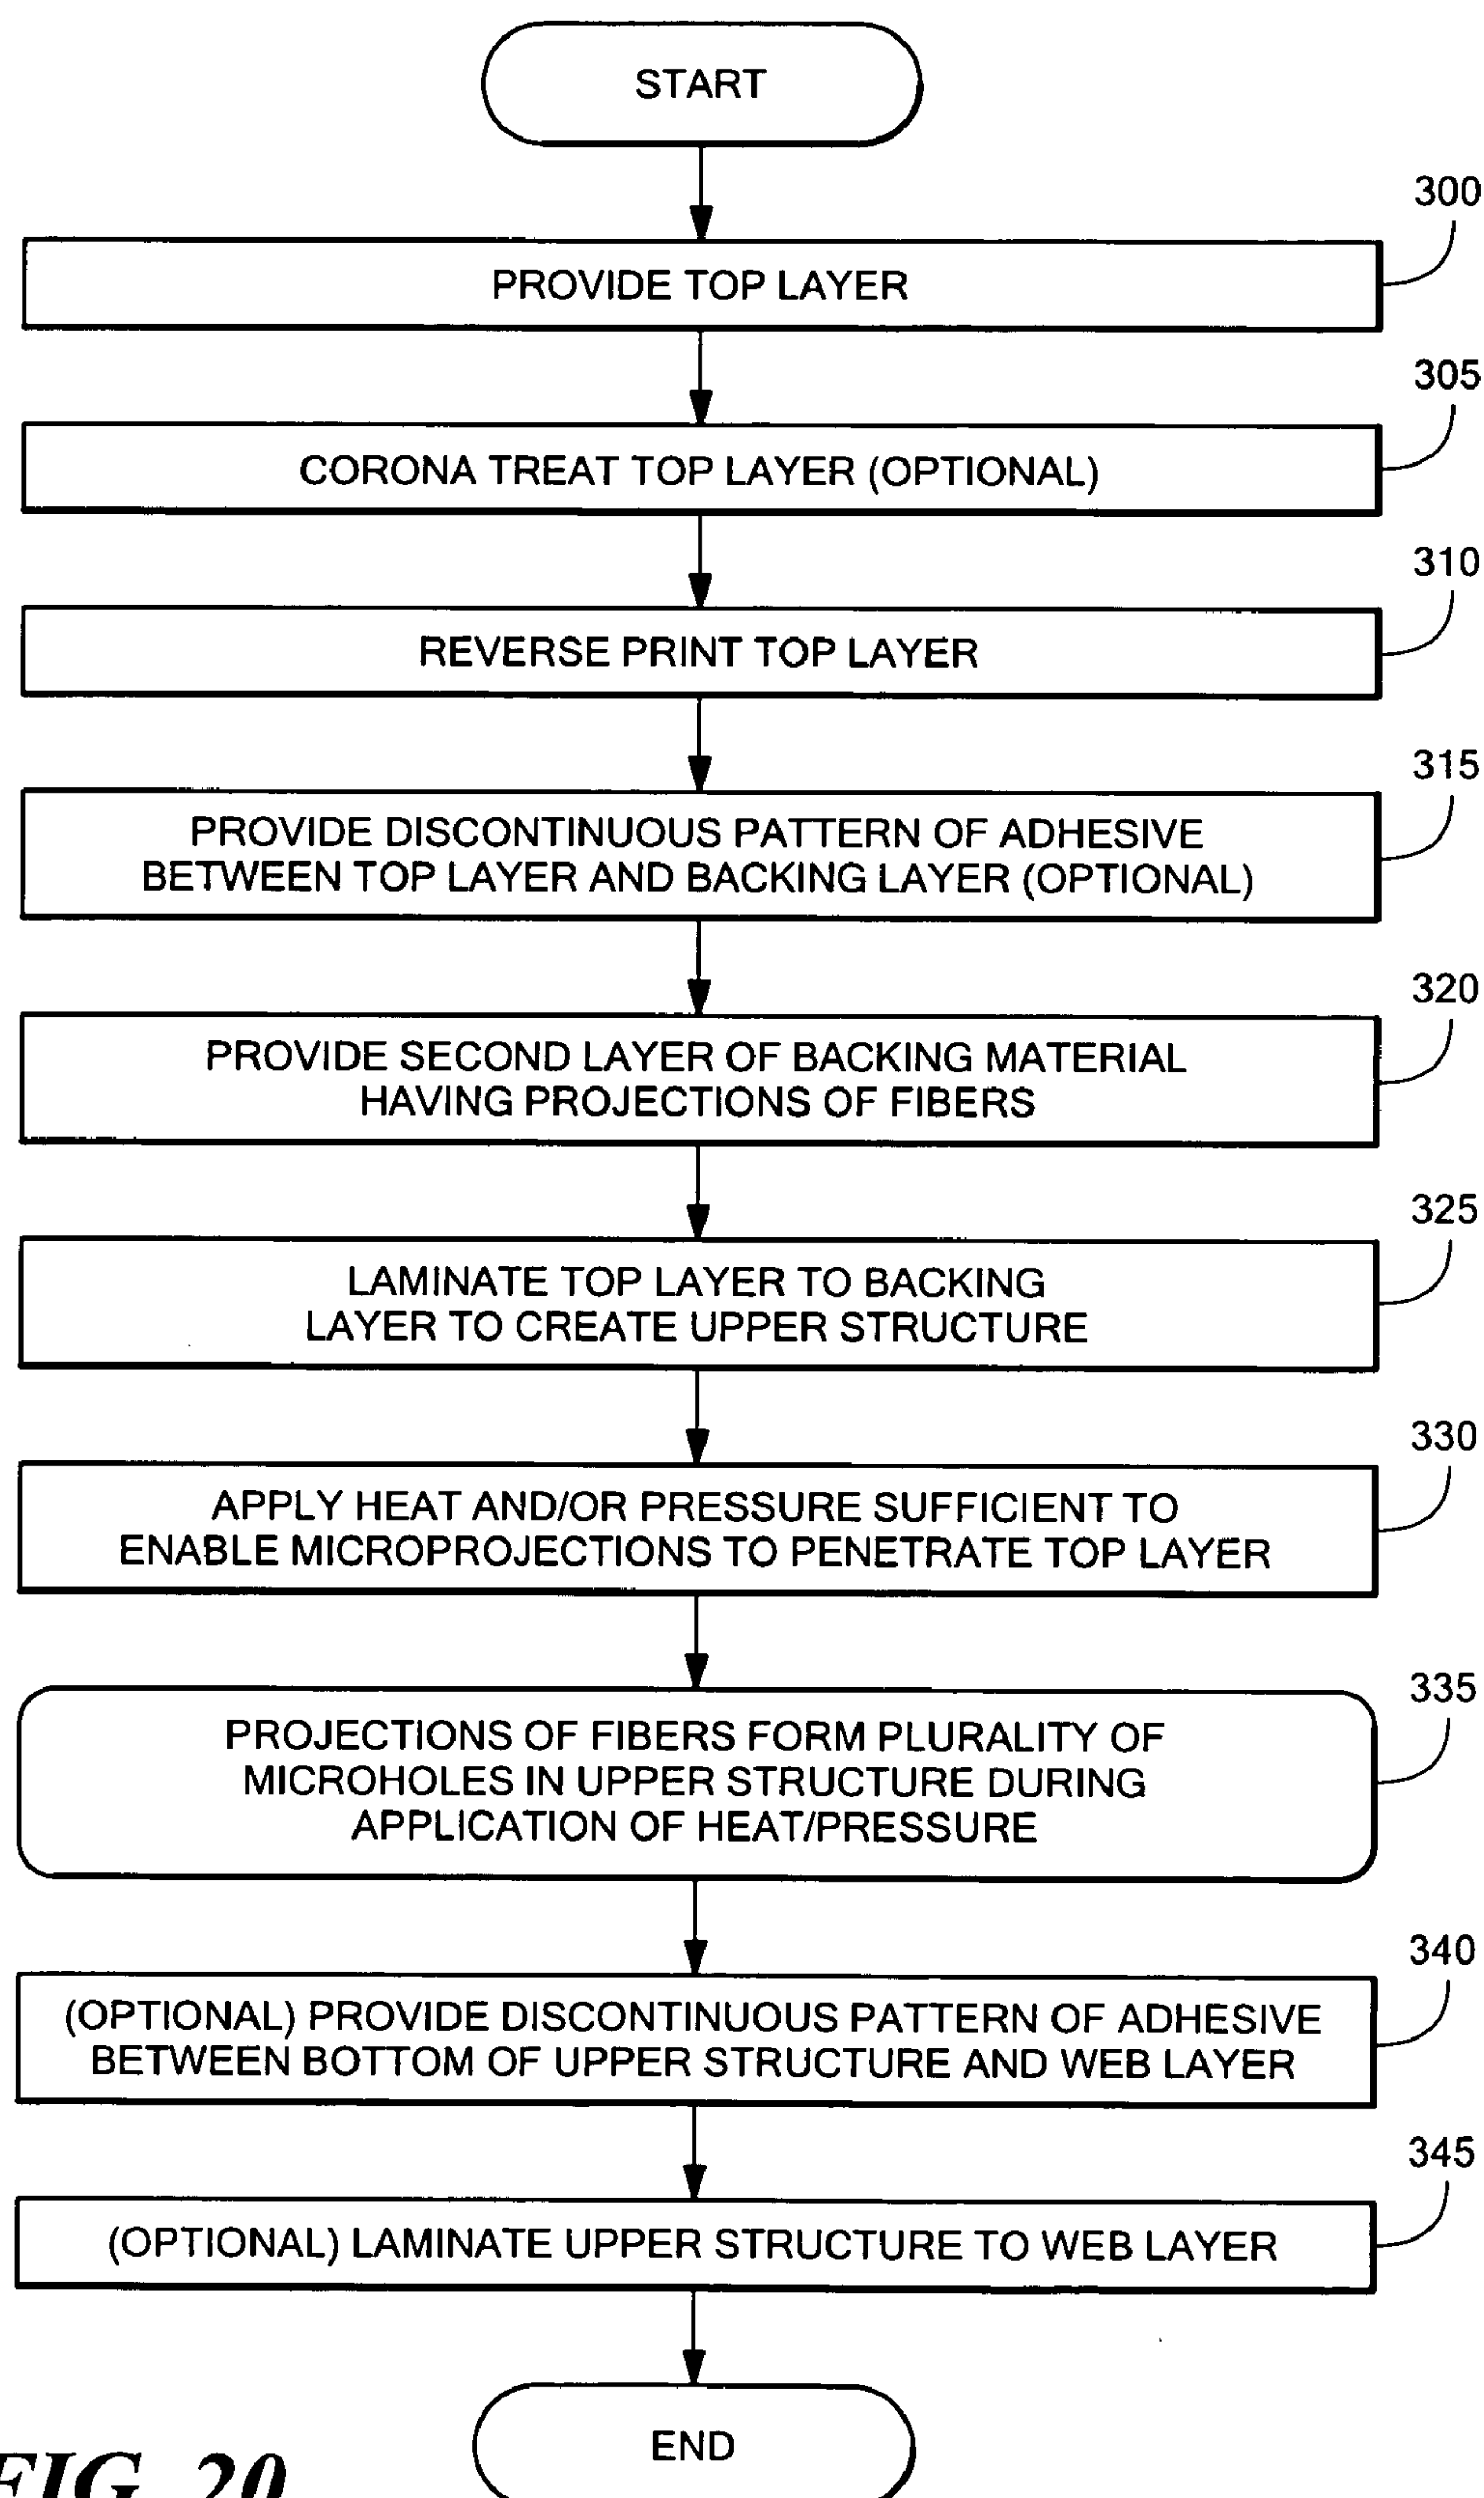 START
300
PROVIDE TOP LAYER
305
CORONA TREAT TOP LAYER (OPTIONAL)
310
REVERSE PRINT TOP LAYER
315
PROVIDE DISCONTINUOUS PATTERN OF ADHESIVE
BETWEEN TOP LAYER AND BACKING LAYER (OPTIONAL)
320
PROVIDE SECOND LAYER OF BACKING MATERIAL
HAVING PROJECTIONS OF FIBERS
325
LAMINATE TOP LAYER TO BACKING
LAYER TO CREATE UPPER STRUCTURE
330
APPLY HEAT AND/OR PRESSURE SUFFICIENT TO
ENABLE MICROPROJECTIONS TO PENETRATE TOP LAYER
335
PROJECTIONS OF FIBERS FORM PLURALITY OF
MICROHOLES IN UPPER STRUCTURE DURING
APPLICATION OF HEAT/PRESSURE
340
(OPTIONAL) PROVIDE DISCONTINUOUS PATTERN OF ADHESIVE
BETWEEN BOTTOM OF UPPER STRUCTURE AND WEB LAYER
345
(OPTIONAL) LAMINATE UPPER STRUCTURE TO WEB LAYER
END
FIG. 20